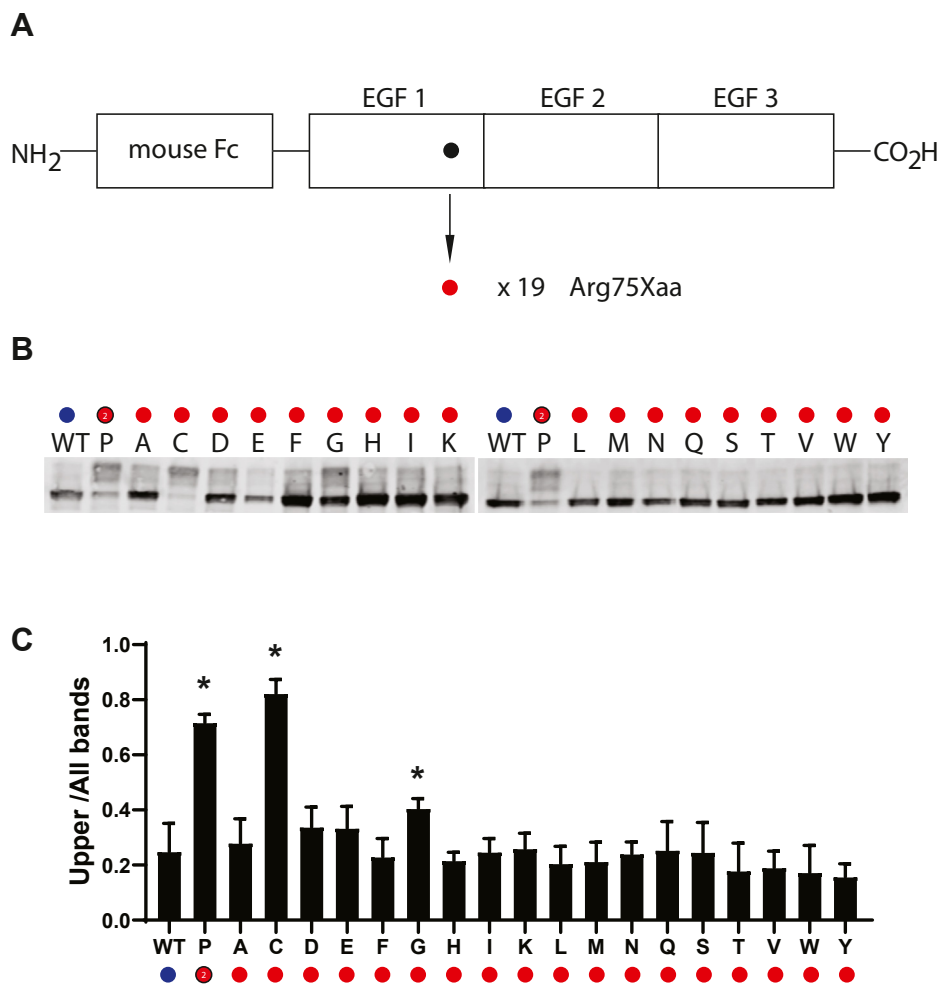 A
EGF 1 EGF 2 EGF 3
NH2 mouse Fc CO2H
x 19 Arg75Xaa
B
2 2
WT P A C D E F G H I K WT P L M N Q S T V W Y
C
Upper /All bands
1.0
0.8
0.6
0.4
0.2
0.0
* * *
WT P A C D E F G H I K L M N Q S T V W Y
2